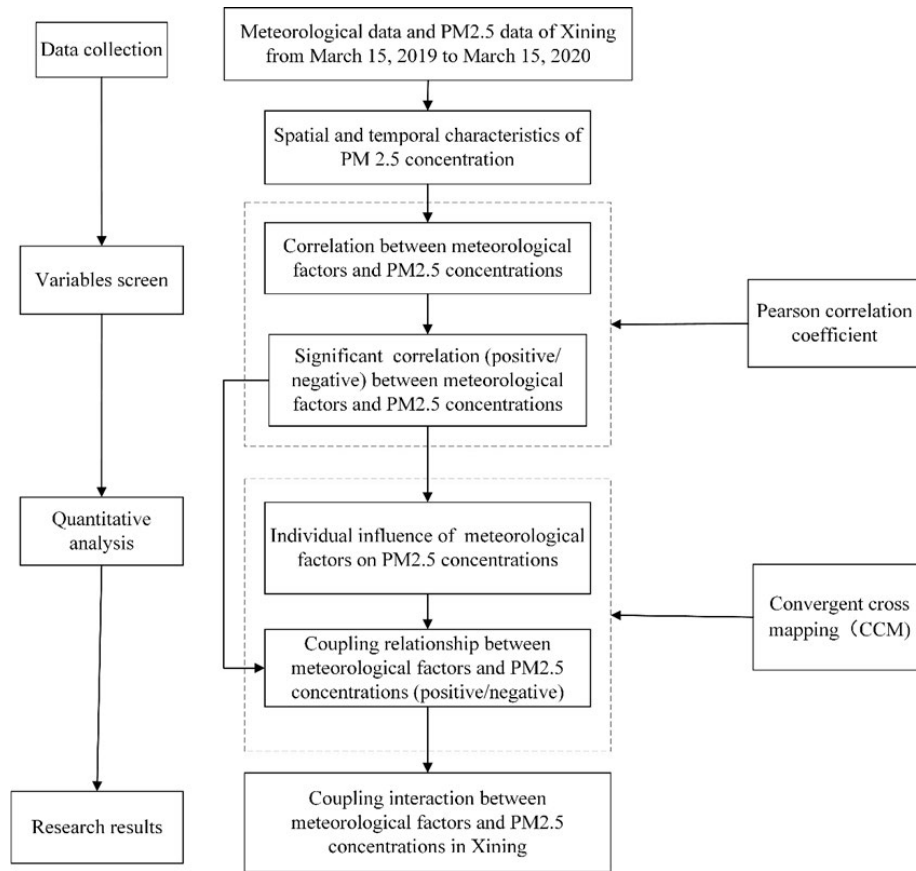 Data collection
Variables screen
Quantitative
analysis
Research results
Meteorological data and PM2.5 data of Xining
from March 15, 2019 to March 15, 2020
Spatial and temporal characteristics of
PM 2.5 concentration
Correlation between meteorological
factors and PM2.5 concentrations
Significant correlation (positive/
negative) between meteorological
factors and PM2.5 concentrations
Individual influence of meteorological
factors on PM2.5 concentrations
Coupling relationship between
meteorological factors and PM2.5
concentrations (positive/negative)
Coupling interaction between
meteorological factors and PM2.5
concentrations in Xining
Pearson correlation
coefficient
Convergent cross
mapping（CCM)